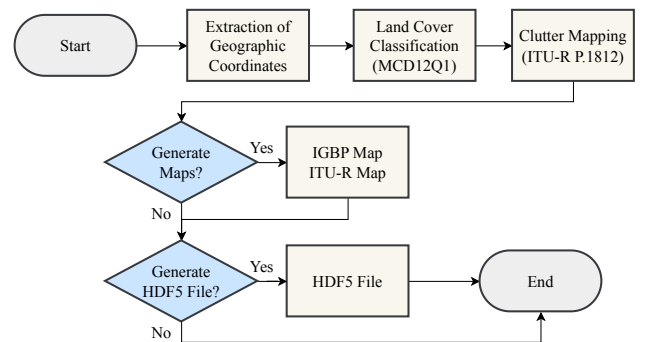 Start
Extraction of
Geographic
Coordinates
Land Cover
Classification
(MCD12Q1)
Clutter Mapping
(ITU-R P.1812)
Generate
Maps?
Yes
IGBP Map
ITU-R Map
No
Generate
HDF5 File?
Yes
HDF5 File
End
No